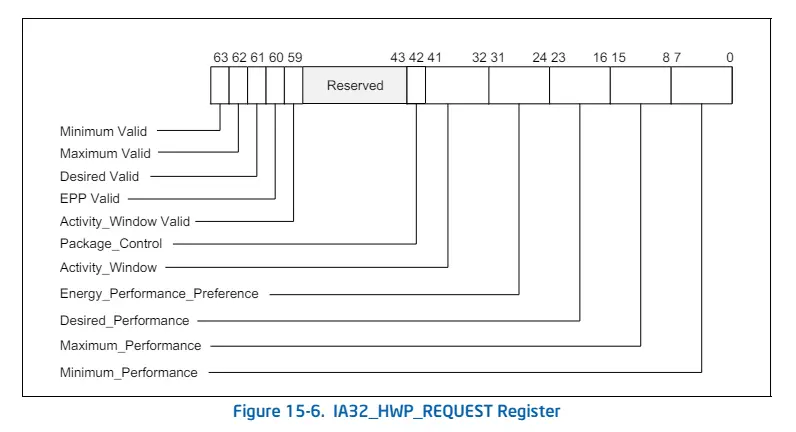 63 62 61 60 59 43 42 41 32 31 24 23 16 15 8 7 0
Reserved
Minimum Valid
Maximum Valid
Desired Valid
EPP Valid
Activity_Window Valid
Package_Control
Activity_Window
Energy_Performance_Preference
Desired_Performance
Maximum_Performance
Minimum_Performance
Figure 15-6. IA32_HWP_REQUEST Register